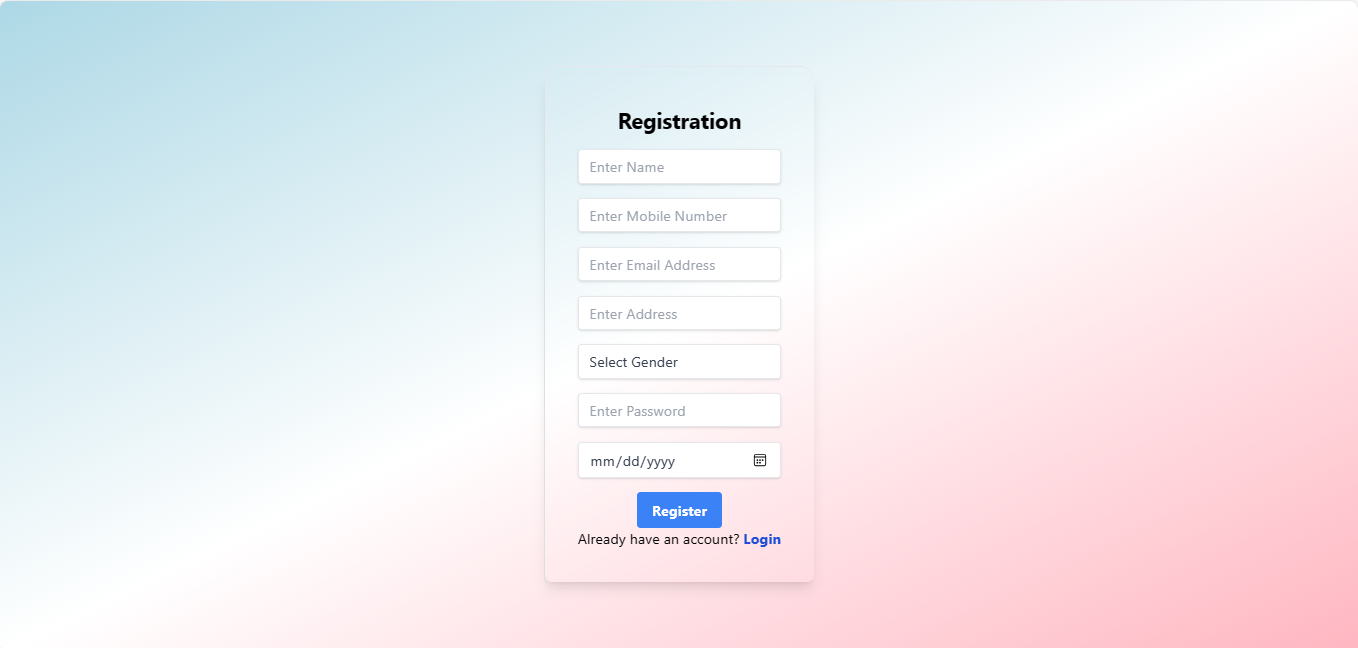 Registration
Enter Name
Enter Mobile Number
Enter Email Address
Enter Address
Select Gender
Enter Password
mm/dd/yyyy
Register
Already have an account? Login